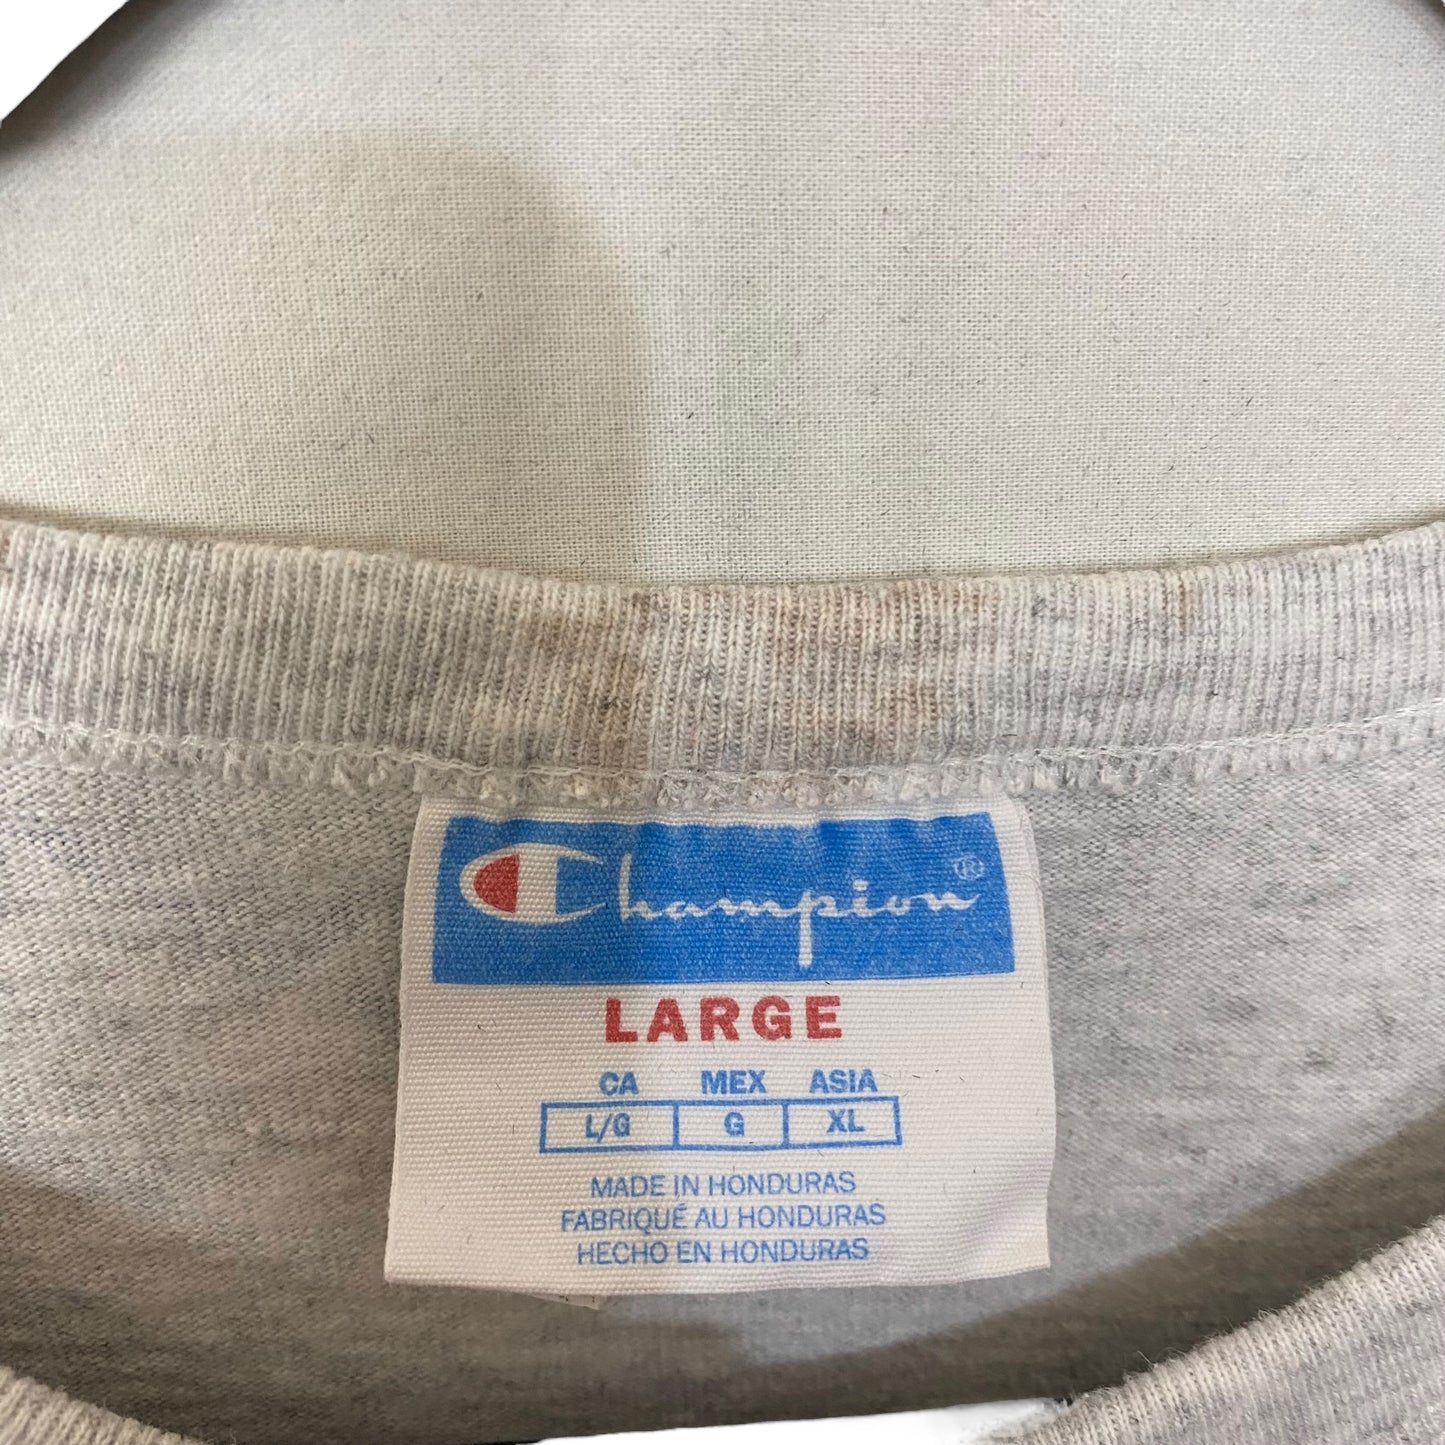 Champion®
LARGE
CA MEX ASIA
L/G G XL
MADE IN HONDURAS
FABRIQUÉ AU HONDURAS
HECHO EN HONDURAS